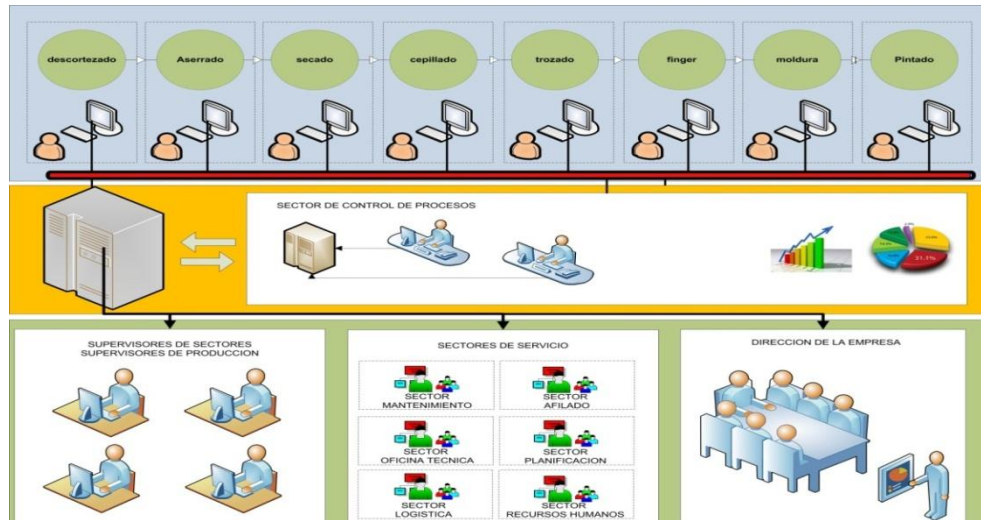 descortezado
Aserrado
secado
cepillado
trozado
finger
moldura
Pintado
SECTOR DE CONTROL DE PROCESOS
21,1%
SUPERVISORES DE SECTORES
SUPERVISORES DE PRODUCCION
SECTORES DE SERVICIO
SECTOR
MANTENIMIENTO
SECTOR
AFILADO
SECTOR
OFICINA TECNICA
SECTOR
PLANIFICACION
SECTOR
LOGISTICA
SECTOR
RECURSOS HUMANOS
DIRECCION DE LA EMPRESA